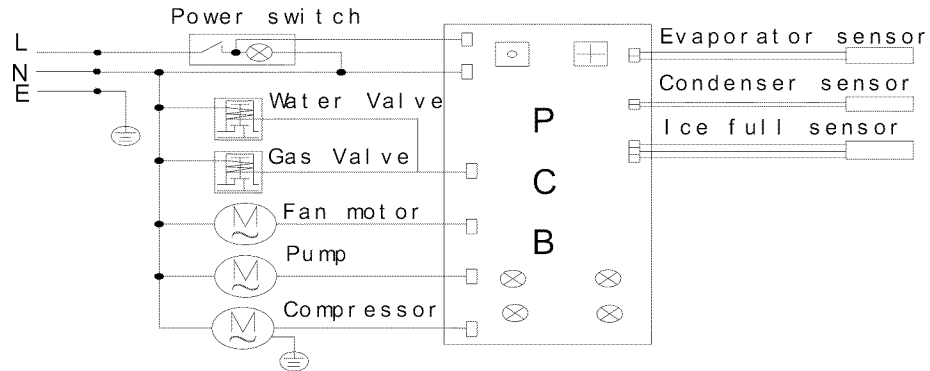 Power switch
L
N
E
Evaporator sensor
Condenser sensor
Ice full sensor
Water Valve
Gas Valve
Fan motor
Pump
Compressor
P
C
B
M
M
M